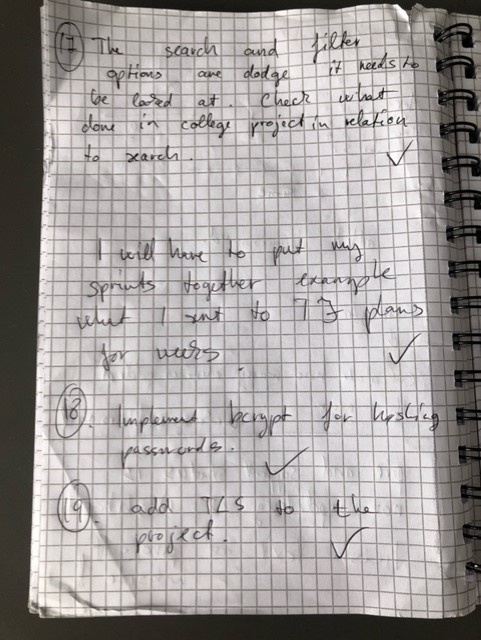 17 The search and filter
options are dodge it needs to
be looked at. Check what
done in college project in relation
to search.
I will have to put my
sprints together example
what I sent to TJ plans
for weeks.
18. Implement bcrypt for hashing
passwords.
19. add TLS to the
project.